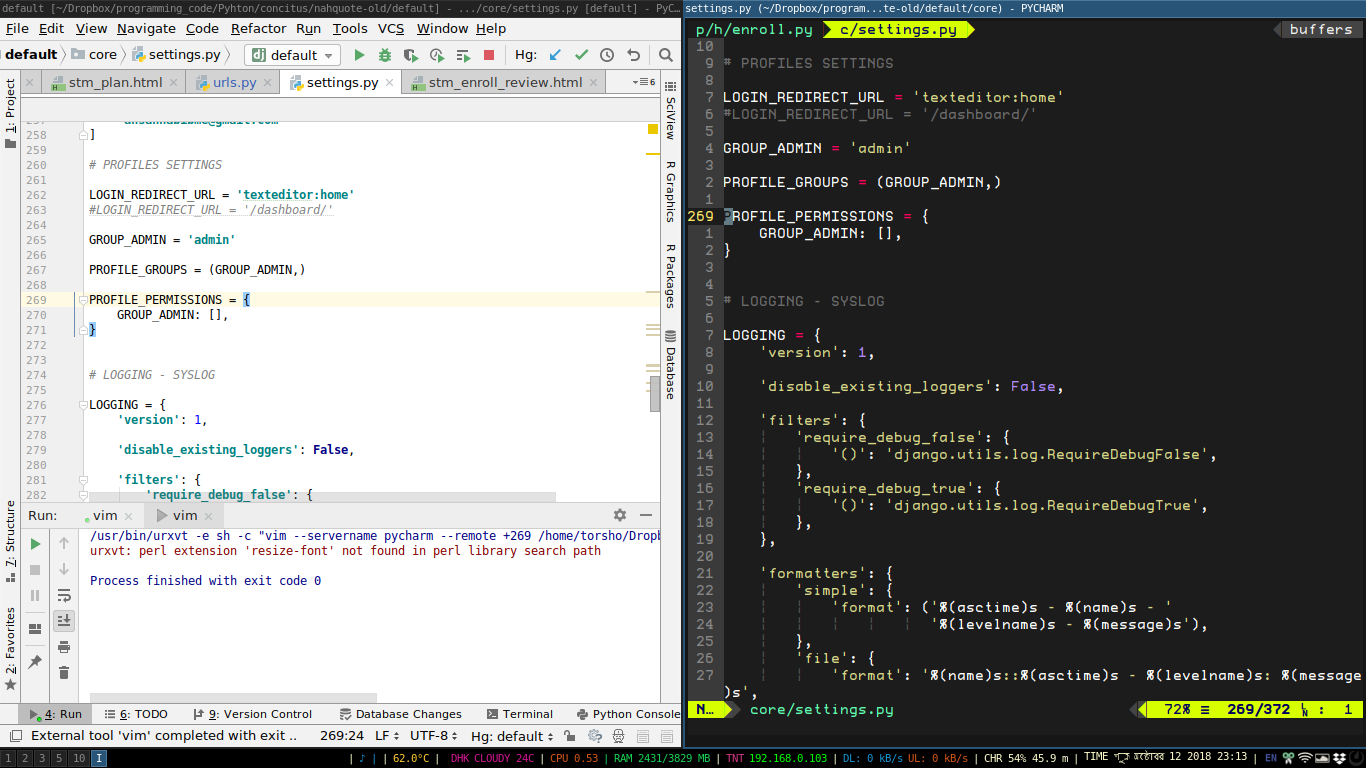 default [~/Dropbox/programming_code/Pyhton/concitus/nahquote-old/default] - .../core/settings.py [default] - PyC...
File Edit View Navigate Code Refactor Run Tools VCS Window Help
default core settings.py default Hg:
stm_plan.html urls.py settings.py stm_enroll_review.html 6
1: Project
7: Structure
2: Favorites
258 ]
259
260 # PROFILES SETTINGS
261
262 LOGIN_REDIRECT_URL = 'texteditor:home'
263 #LOGIN_REDIRECT_URL = '/dashboard/'
264
265 GROUP_ADMIN = 'admin'
266
267 PROFILE_GROUPS = (GROUP_ADMIN,)
268
269 PROFILE_PERMISSIONS = {
270 GROUP_ADMIN: [],
271 }
272
273
274 # LOGGING - SYSLOG
275
276 LOGGING = {
277 'version': 1,
278
279 'disable_existing_loggers': False,
280
281 'filters': {
282 'require_debug_false': {
SciView
R Graphics
R Packages
Database
Run: vim vim
/usr/bin/urxvt -e sh -c "vim --servername pycharm --remote +269 /home/torsho/Dropb
urxvt: perl extension 'resize-font' not found in perl library search path
Process finished with exit code 0
4: Run 6: TODO 9: Version Control Database Changes Terminal Python Console
External tool 'vim' completed with exit .. 269:24 LF UTF-8 Hg: default
settings.py (~/Dropbox/program...te-old/default/core) - PYCHARM
p/h/enroll.py c/settings.py buffers
10
9 # PROFILES SETTINGS
8
7 LOGIN_REDIRECT_URL = 'texteditor:home'
6 #LOGIN_REDIRECT_URL = '/dashboard/'
5
4 GROUP_ADMIN = 'admin'
3
2 PROFILE_GROUPS = (GROUP_ADMIN,)
1
269 PROFILE_PERMISSIONS = {
1 GROUP_ADMIN: [],
2 }
3
4
5 # LOGGING - SYSLOG
6
7 LOGGING = {
8 'version': 1,
9
10 'disable_existing_loggers': False,
11
12 'filters': {
13 'require_debug_false': {
14 '()': 'django.utils.log.RequireDebugFalse',
15 },
16 'require_debug_true': {
17 '()': 'django.utils.log.RequireDebugTrue',
18 },
19 },
20
21 'formatters': {
22 'simple': {
23 'format': ('%(asctime)s - %(name)s - '
24 '%(levelname)s - %(message)s'),
25 },
26 'file': {
27 'format': '%(name)s::%(asctime)s - %(levelname)s: %(message
)s',
N… core/settings.py 72% 269/372 : 1
1 2 3 5 10 I | ♪ | | 62.0°C | DHK CLOUDY 24C | CPU 0.53 | RAM 2431/3829 MB | TNT 192.168.0.103 | DL: 0 kB/s UL: 0 kB/s | CHR 54% 45.9 m | TIME অক্টোবর 12 2018 23:13 EN